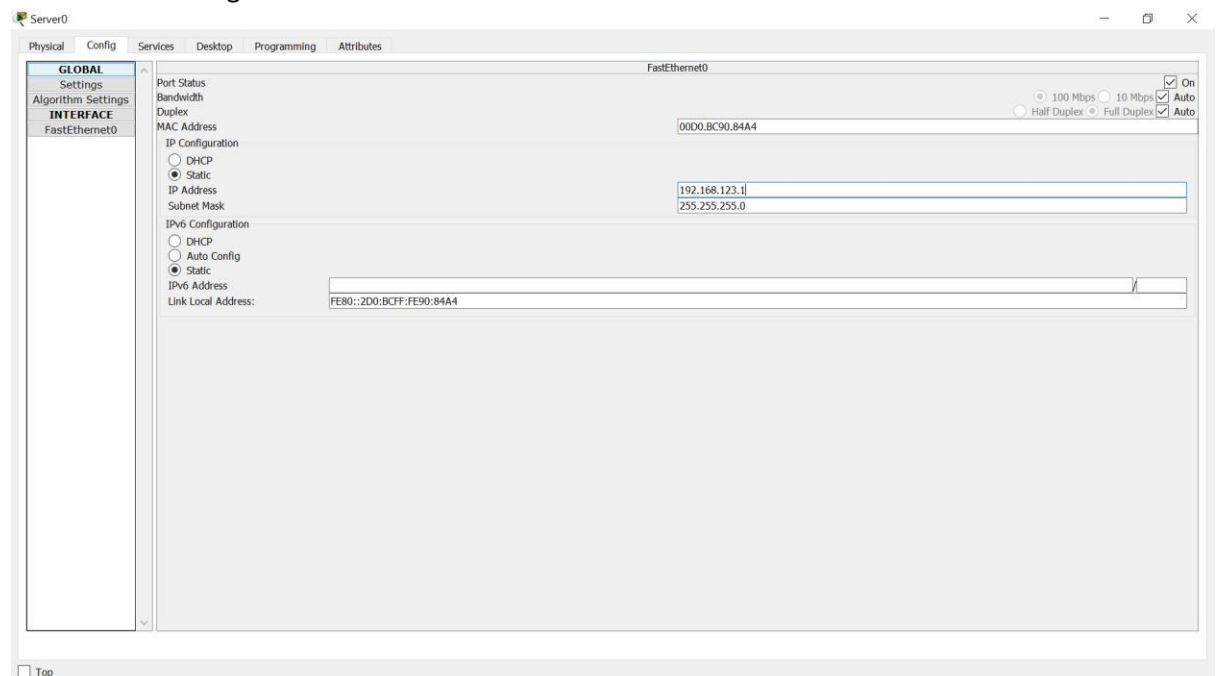 Server0
Physical Config Services Desktop Programming Attributes
GLOBAL
Settings
Algorithm Settings
INTERFACE
FastEthernet0
FastEthernet0
Port Status On
Bandwidth 100 Mbps 10 Mbps Auto
Duplex Half Duplex Full Duplex Auto
MAC Address 00D0.BC90.84A4
IP Configuration
DHCP
Static
IP Address 192.168.123.1
Subnet Mask 255.255.255.0
IPv6 Configuration
DHCP
Auto Config
Static
IPv6 Address /
Link Local Address: FE80::2D0:BCFF:FE90:84A4
Top